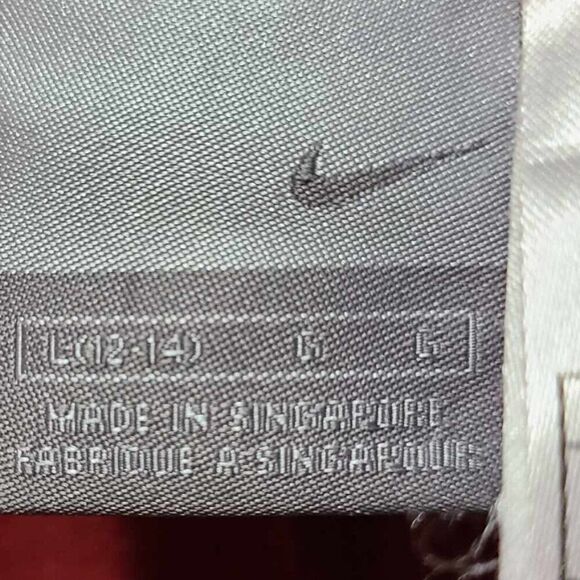 L(12-14) G G
MADE IN SINGAPORE
FABRIQUE A SINGAPOUR